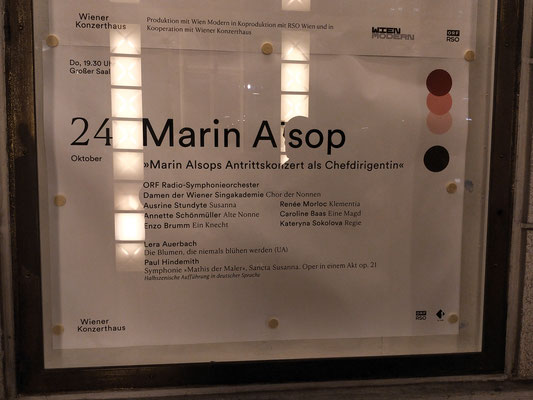 Wiener
Konzerthaus
Produktion mit Wien Modern in Koproduktion mit RSO Wien und in
Kooperation mit Wiener Konzerthaus
WIEN
MODERN
ORF
RSO
Do, 19.30 Uhr
Großer Saal
24
Oktober
Marin Alsop
»Marin Alsops Antrittskonzert als Chefdirigentin«
ORF Radio-Symphonieorchester
Damen der Wiener Singakademie Chor der Nonnen
Ausrine Stundyte Susanna
Renée Morloc Klementia
Annette Schönmüller Alte Nonne
Caroline Baas Eine Magd
Enzo Brumm Ein Knecht
Kateryna Sokolova Regie
Lera Auerbach
Die Blumen, die niemals blühen werden (UA)
Paul Hindemith
Symphonie »Mathis der Maler«, Sancta Susanna. Oper in einem Akt op. 21
Halbszenische Aufführung in deutscher Sprache
Wiener
Konzerthaus
ORF
RSO